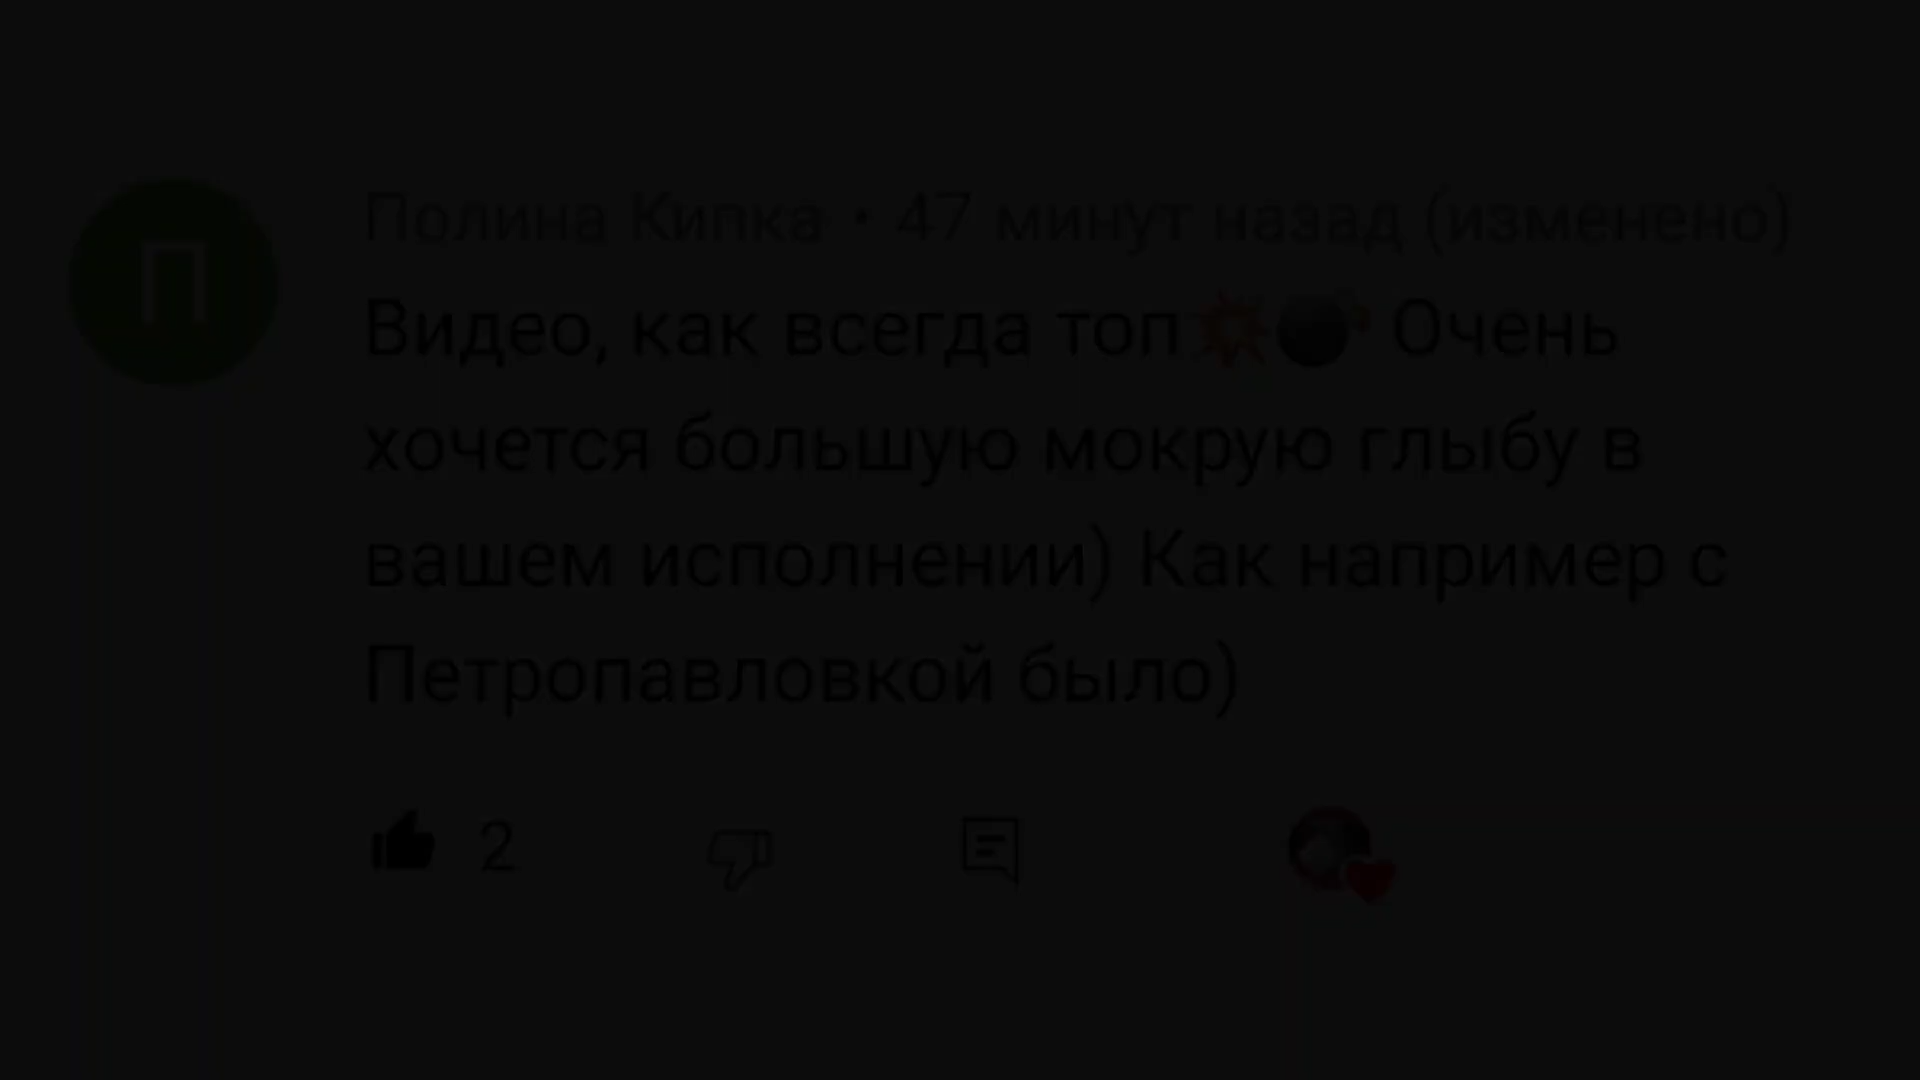 П
Полина Кипка · 47 минут назад (изменено)
Видео, как всегда топ💥💣 Очень
хочется большую мокрую глыбу в
вашем исполнении) Как например с
Петропавловкой было)
2